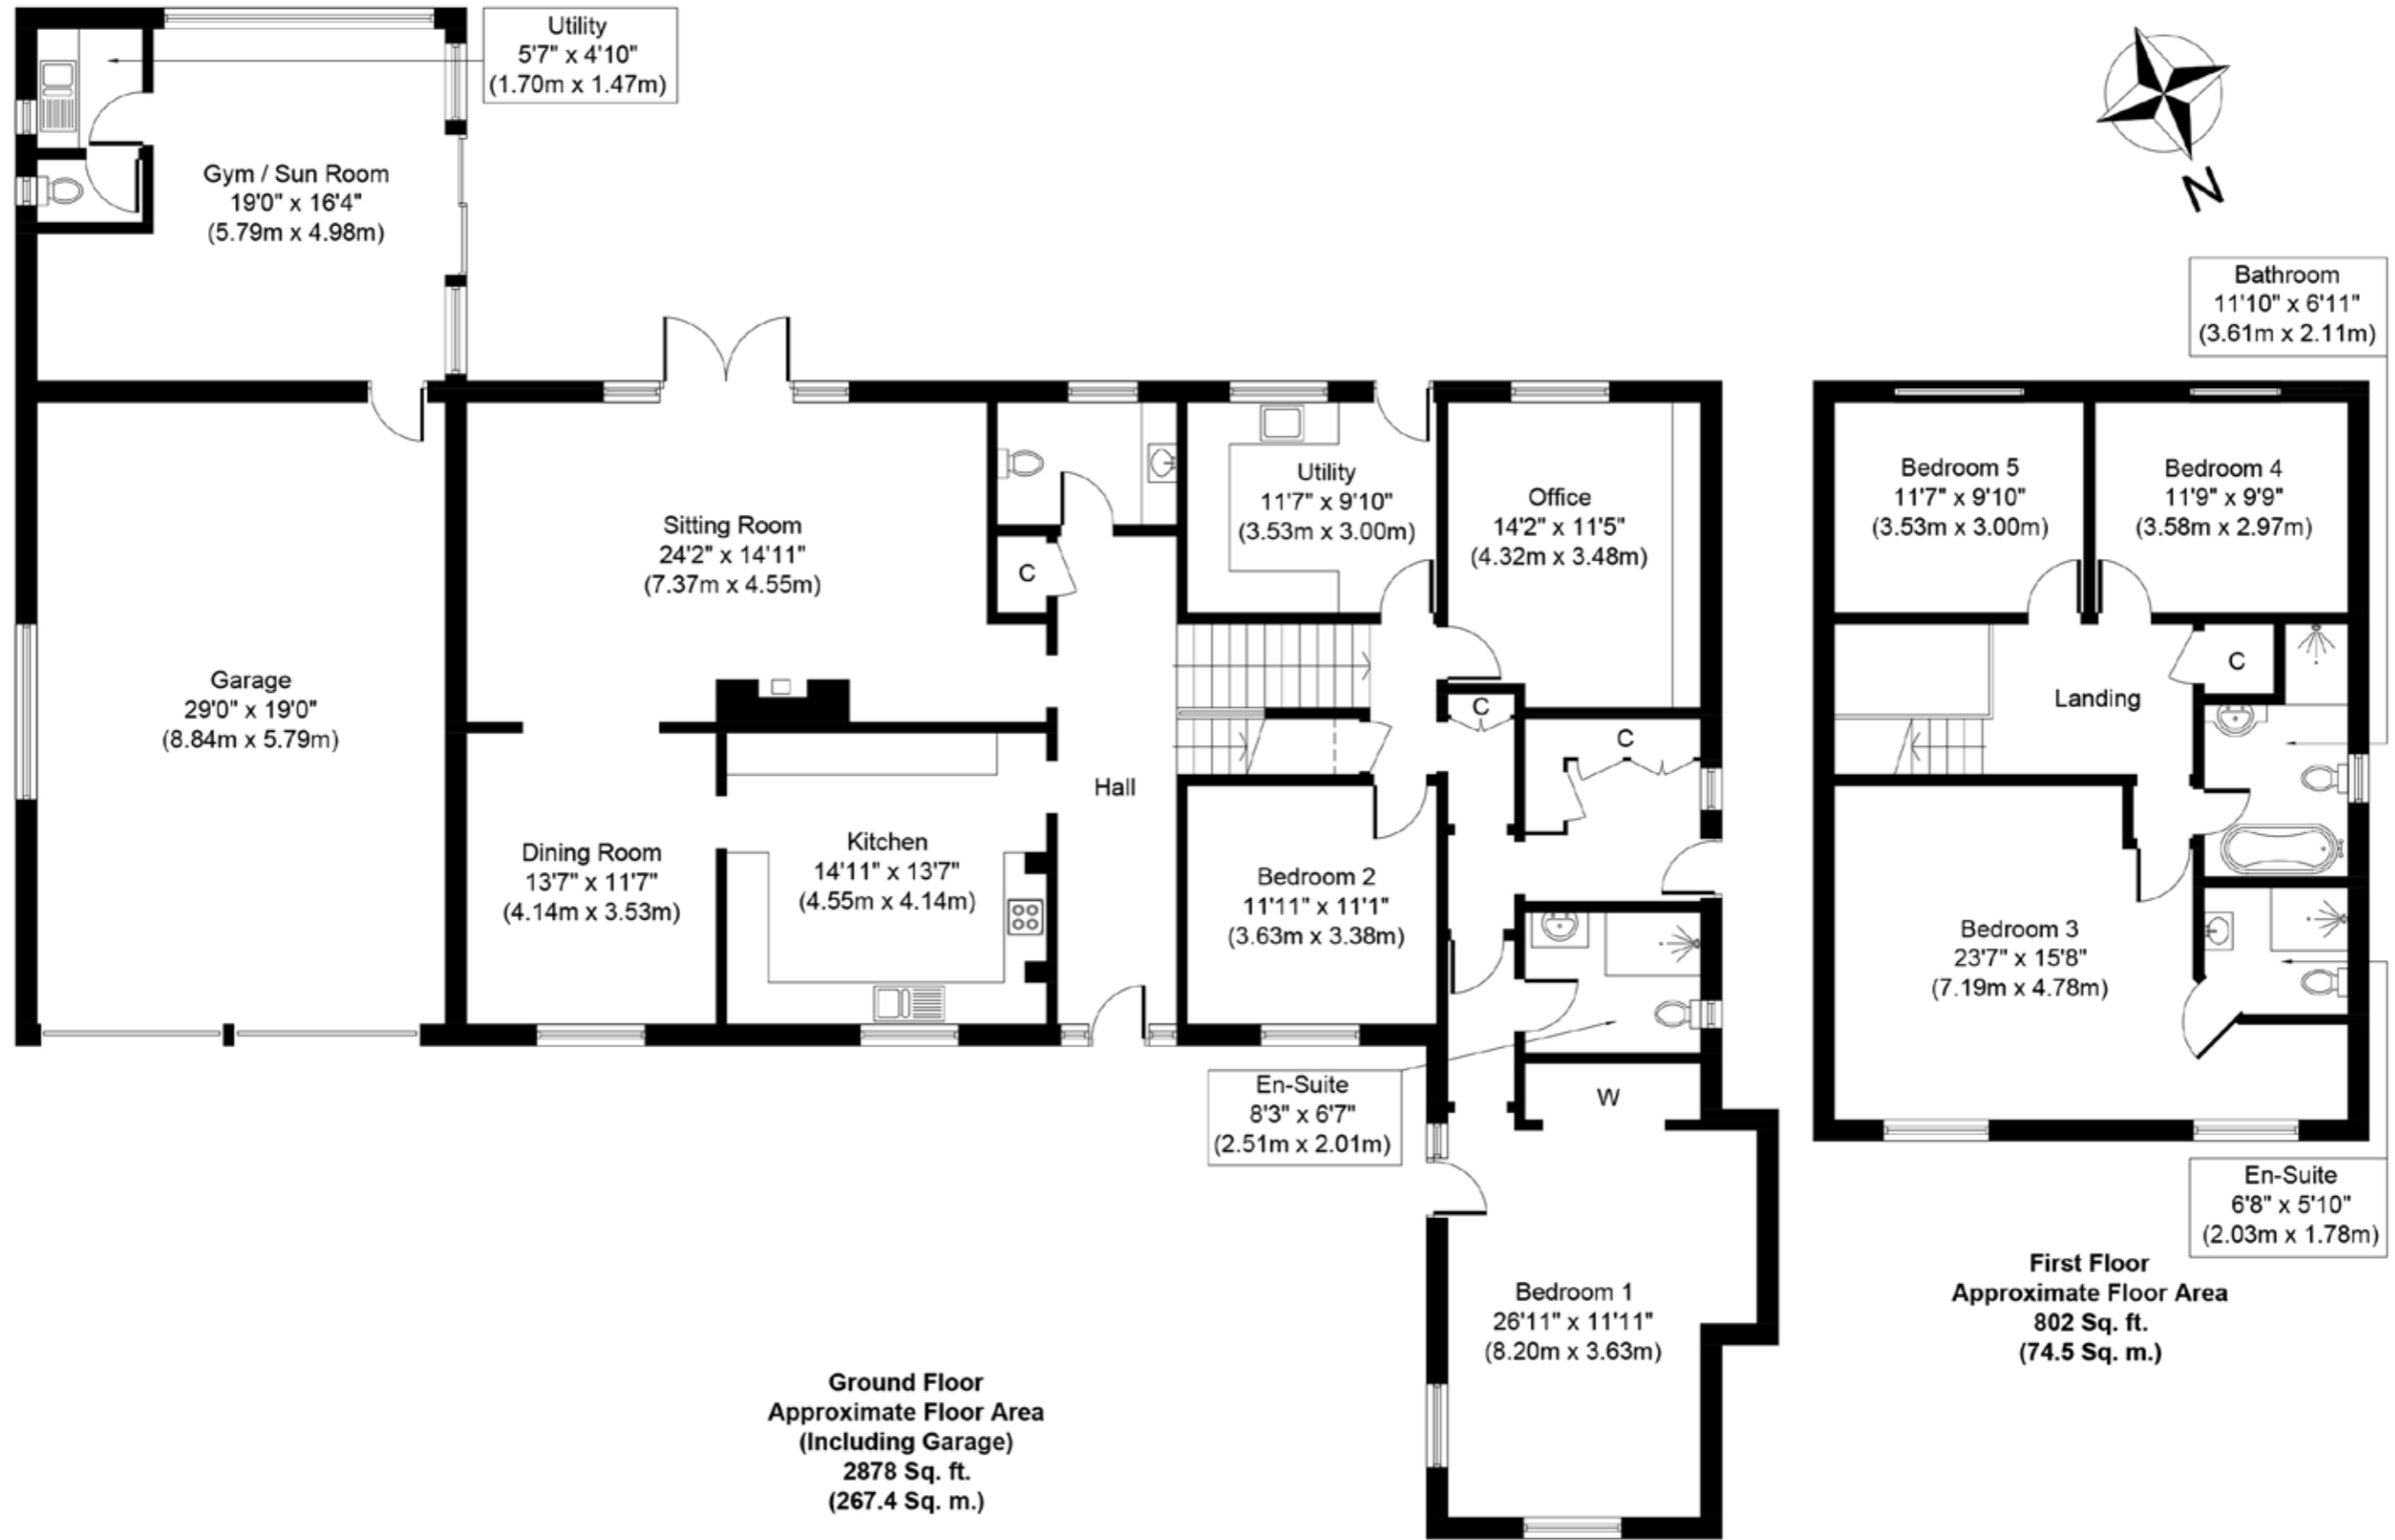 Utility
5'7" x 4'10"
(1.70m x 1.47m)
N
Gym / Sun Room
19'0" x 16'4"
(5.79m x 4.98m)
Bathroom
11'10" x 6'11"
(3.61m x 2.11m)
Sitting Room
24'2" x 14'11"
(7.37m x 4.55m)
C
Utility
11'7" x 9'10"
(3.53m x 3.00m)
Office
14'2" x 11'5"
(4.32m x 3.48m)
Bedroom 5
11'7" x 9'10"
(3.53m x 3.00m)
Bedroom 4
11'9" x 9'9"
(3.58m x 2.97m)
Garage
29'0" x 19'0"
(8.84m x 5.79m)
C
C
C
Landing
Hall
Dining Room
13'7" x 11'7"
(4.14m x 3.53m)
Kitchen
14'11" x 13'7"
(4.55m x 4.14m)
Bedroom 2
11'11" x 11'1"
(3.63m x 3.38m)
Bedroom 3
23'7" x 15'8"
(7.19m x 4.78m)
En-Suite
8'3" x 6'7"
(2.51m x 2.01m)
W
En-Suite
6'8" x 5'10"
(2.03m x 1.78m)
Bedroom 1
26'11" x 11'11"
(8.20m x 3.63m)
First Floor
Approximate Floor Area
802 Sq. ft.
(74.5 Sq. m.)
Ground Floor
Approximate Floor Area
(Including Garage)
2878 Sq. ft.
(267.4 Sq. m.)